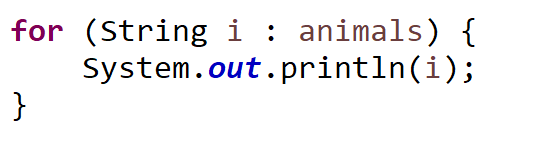 for (String i : animals) {
    System.out.println(i);
}